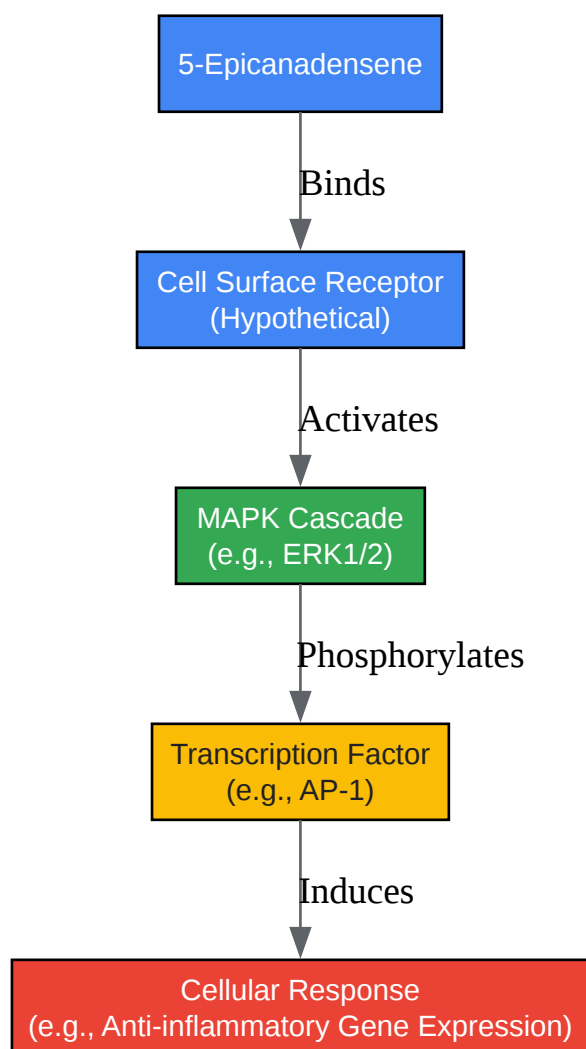 5-Epicanadensene
Binds
Cell Surface Receptor
(Hypothetical)
Activates
MAPK Cascade
(e.g., ERK1/2)
Phosphorylates
Transcription Factor
(e.g., AP-1)
Induces
Cellular Response
(e.g., Anti-inflammatory Gene Expression)